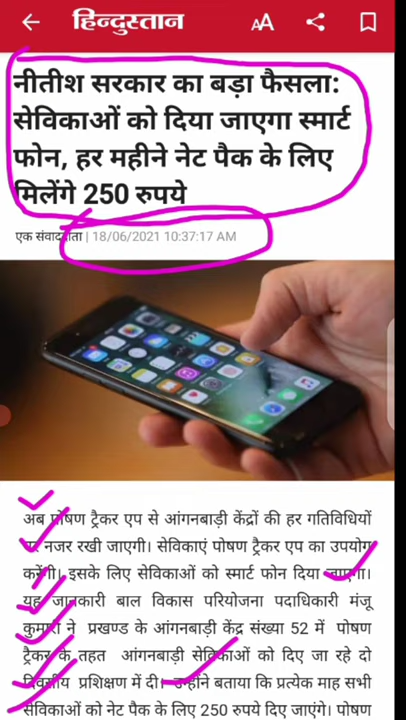 हिन्दुस्तान
AA
नीतीश सरकार का बड़ा फैसला:
सेविकाओं को दिया जाएगा स्मार्ट
फोन, हर महीने नेट पैक के लिए
मिलेंगे 250 रुपये
एक संवाददाता | 18/06/2021 10:37:17 AM
अब पोषण ट्रैकर एप से आंगनबाड़ी केंद्रों की हर गतिविधियों
पर नजर रखी जाएगी। सेविकाएं पोषण ट्रैकर एप का उपयोग
करेंगी। इसके लिए सेविकाओं को स्मार्ट फोन दिया जाएगा।
यह जानकारी बाल विकास परियोजना पदाधिकारी मंजू
कुमारी ने प्रखण्ड के आंगनबाड़ी केंद्र संख्या 52 में पोषण
ट्रैकर के तहत आंगनबाड़ी सेविकाओं को दिए जा रहे दो
दिवसीय प्रशिक्षण में दी। उन्होंने बताया कि प्रत्येक माह सभी
सेविकाओं को नेट पैक के लिए 250 रुपए दिए जाएंगे। पोषण